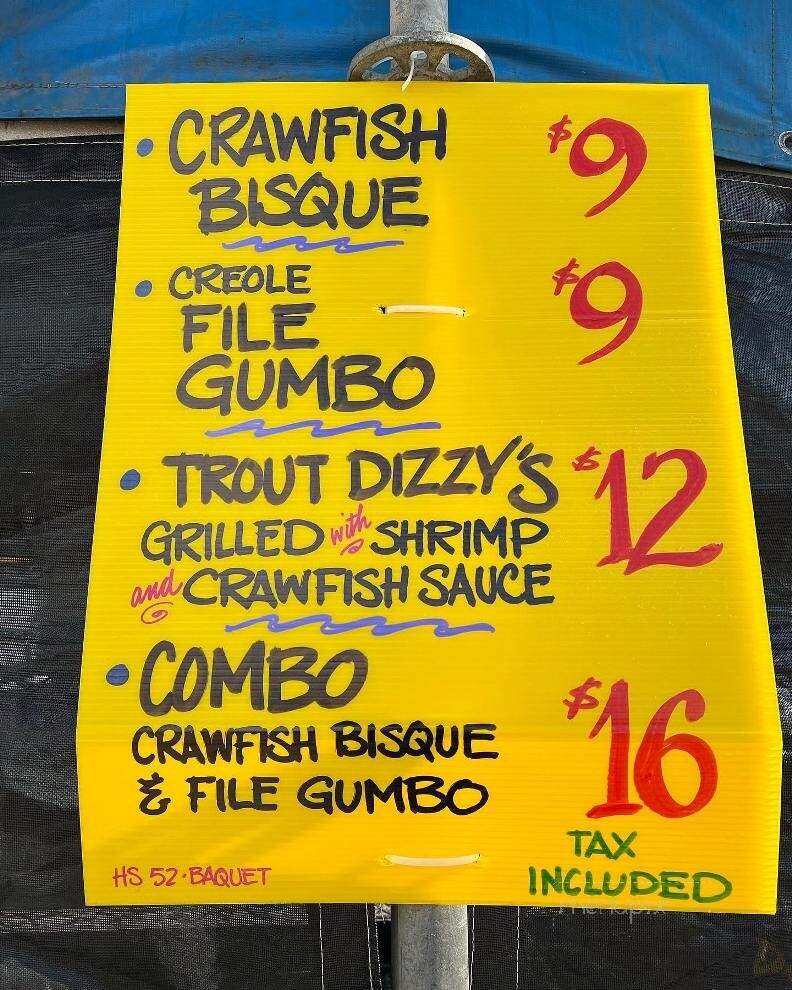 • CRAWFISH $9
BISQUE
• CREOLE $9
FILE
GUMBO
• TROUT DIZZY'S $12
GRILLED with SHRIMP
and CRAWFISH SAUCE
• COMBO $16
CRAWFISH BISQUE
& FILE GUMBO
TAX
INCLUDED
HS 52 · BAQUET